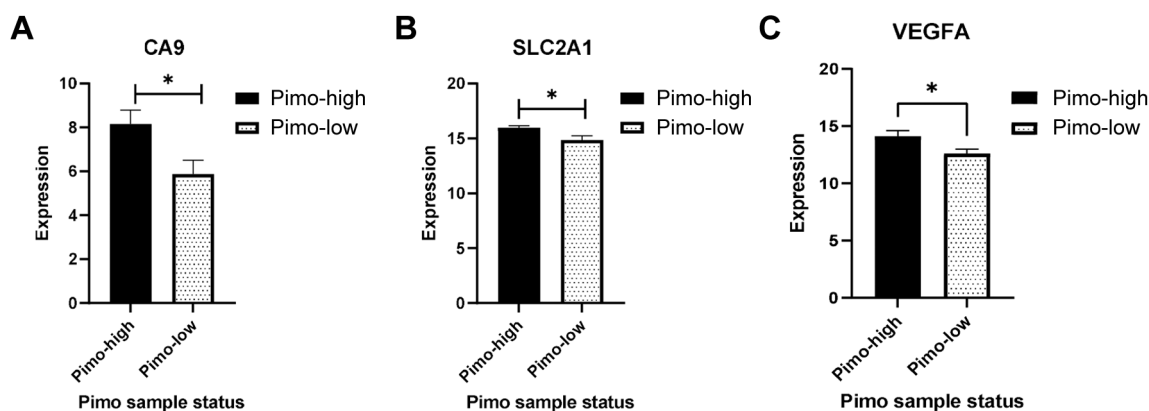 A
CA9
10
8
6
4
2
0
Expression
*
Pimo-high
Pimo-low
Pimo-high
Pimo-low
Pimo sample status
B
SLC2A1
20
15
10
5
0
Expression
*
Pimo-high
Pimo-low
Pimo-high
Pimo-low
Pimo sample status
C
VEGFA
20
15
10
5
0
Expression
*
Pimo-high
Pimo-low
Pimo-high
Pimo-low
Pimo sample status